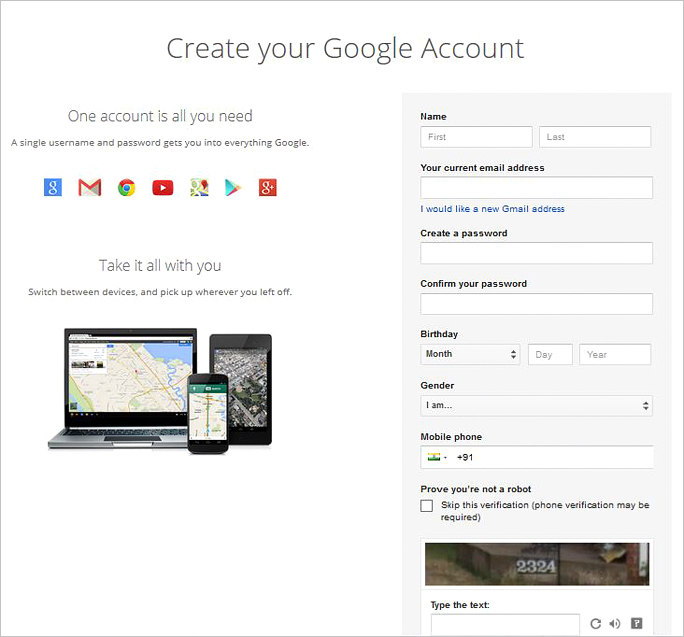 Create your Google Account
One account is all you need
A single username and password gets you into everything Google.
Take it all with you
Switch between devices, and pick up wherever you left off.
Name
First Last
Your current email address
I would like a new Gmail address
Create a password
Confirm your password
Birthday
Month Day Year
Gender
I am...
Mobile phone
+91
Prove you're not a robot
Skip this verification (phone verification may be
required)
2324
Type the text: